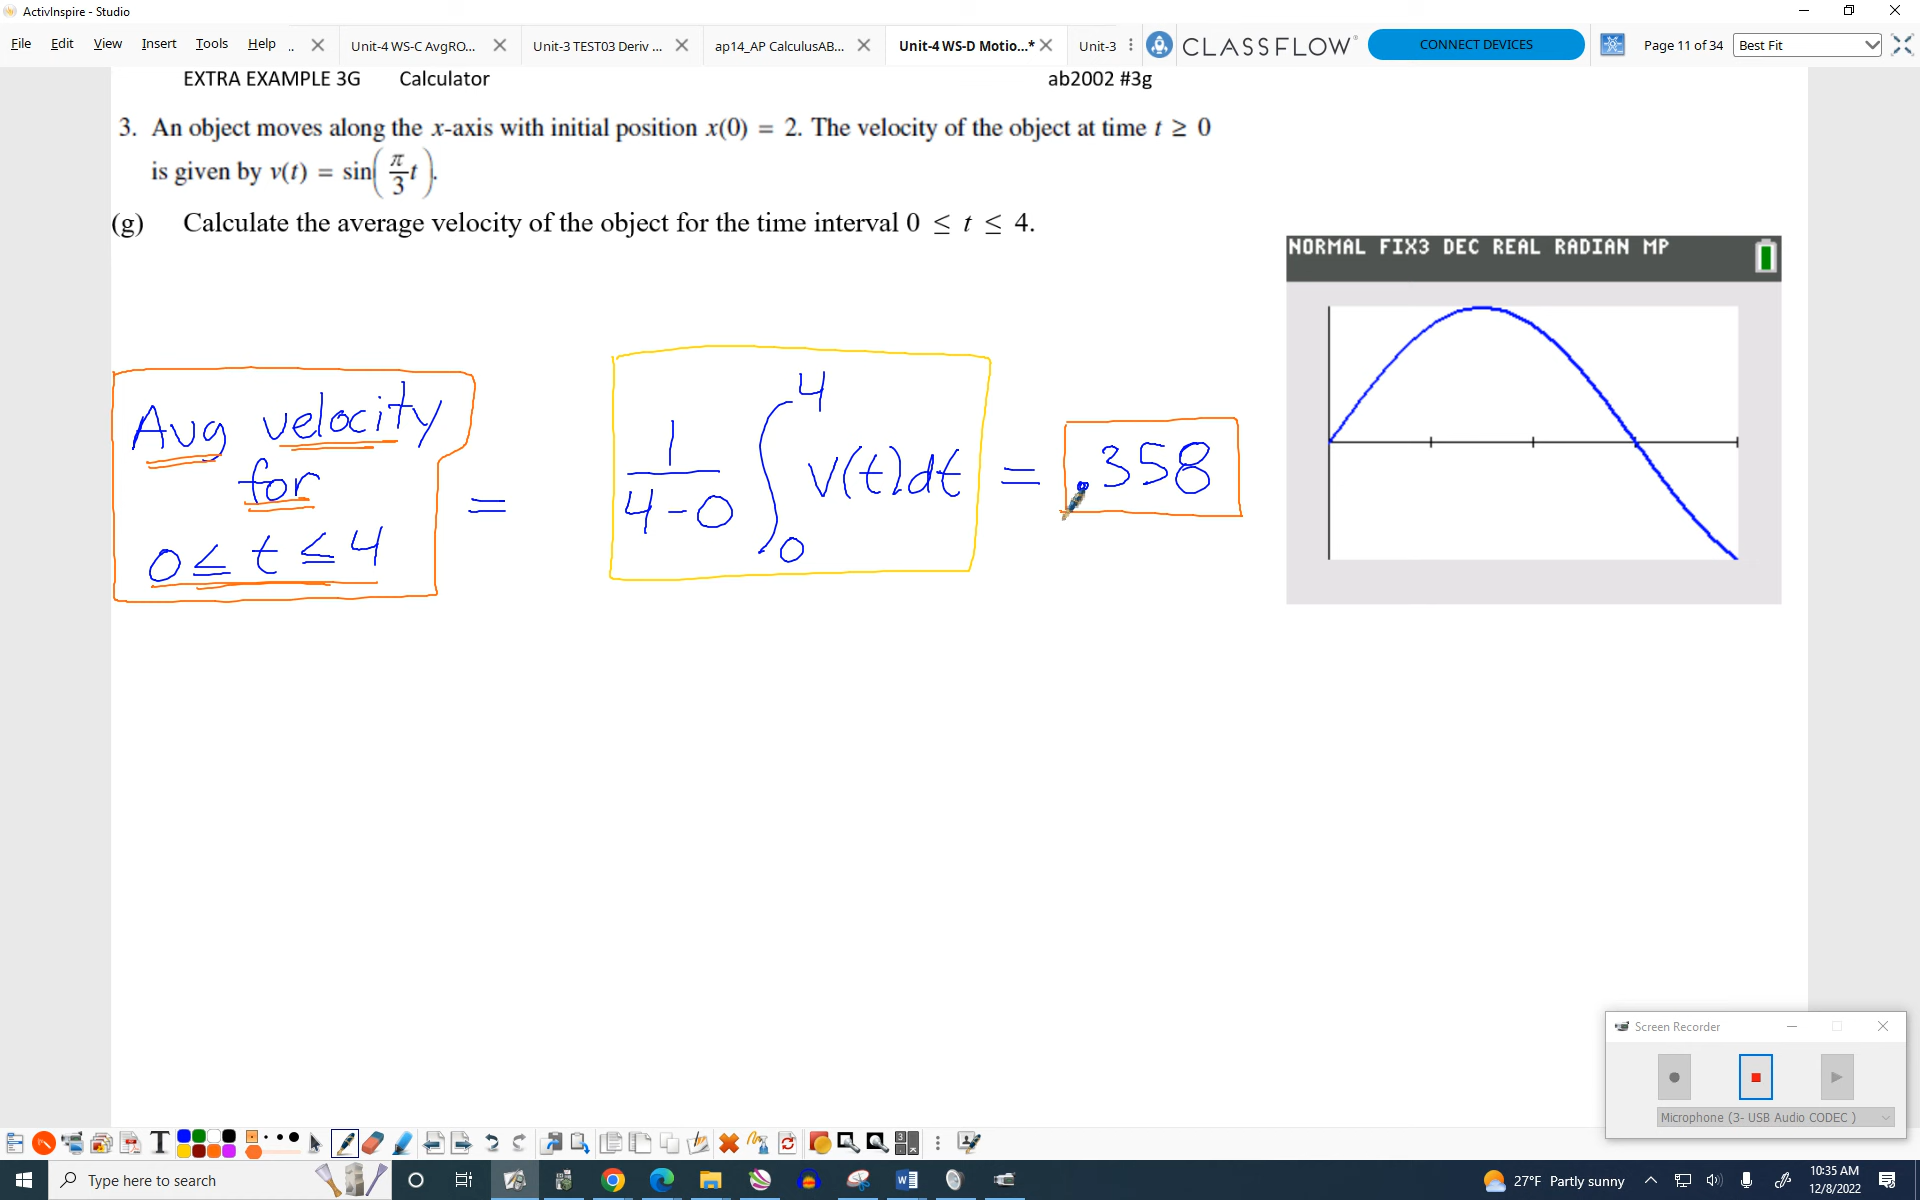 ActivInspire - Studio
File Edit View Insert Tools Help .. Unit-4 WS-C AvgRO... Unit-3 TEST03 Deriv ... ap14_AP CalculusAB... Unit-4 WS-D Motio...* Unit-3 CLASSFLOW CONNECT DEVICES Page 11 of 34 Best Fit
EXTRA EXAMPLE 3G Calculator ab2002 #3g
3. An object moves along the x-axis with initial position x(0) = 2. The velocity of the object at time t ≥ 0
is given by v(t) = sin(π/3 t).
(g) Calculate the average velocity of the object for the time interval 0 ≤ t ≤ 4.
NORMAL FIX3 DEC REAL RADIAN MP
Avg velocity
for
0 ≤ t ≤ 4
= 1/(4-0) ∫₀⁴ v(t)dt = .358
Screen Recorder
Microphone (3- USB Audio CODEC )
Type here to search
27°F Partly sunny
10:35 AM
12/8/2022